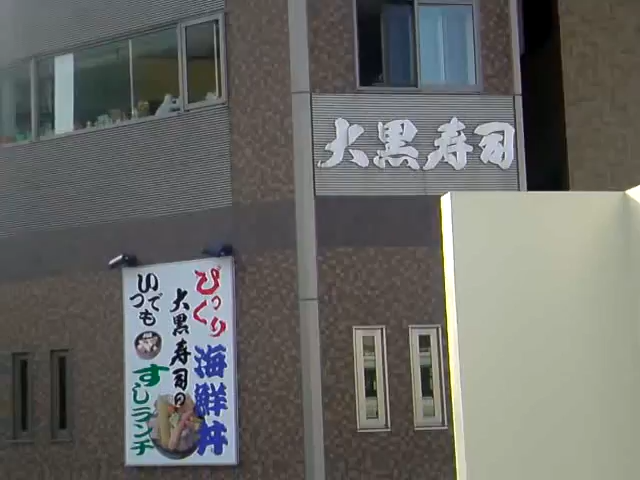 大黒寿司
びっくり
海鮮丼
大黒寿司の
いつでも
すしランチ